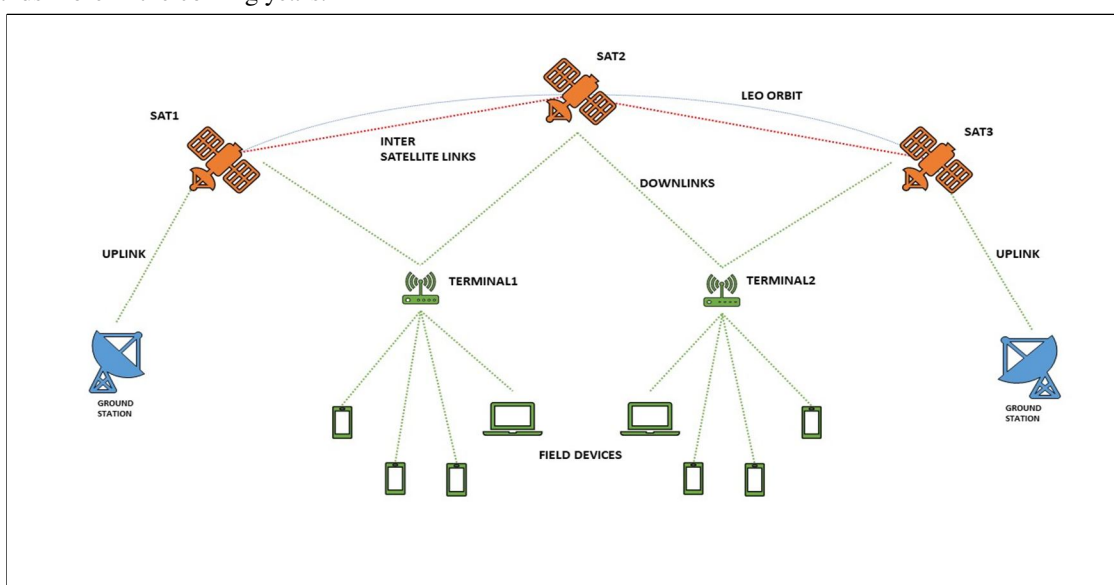 SAT2
LEO ORBIT
SAT1
SAT3
INTER
SATELLITE LINKS
DOWNLINKS
UPLINK
UPLINK
TERMINAL1
TERMINAL2
GROUND
STATION
GROUND
STATION
FIELD DEVICES